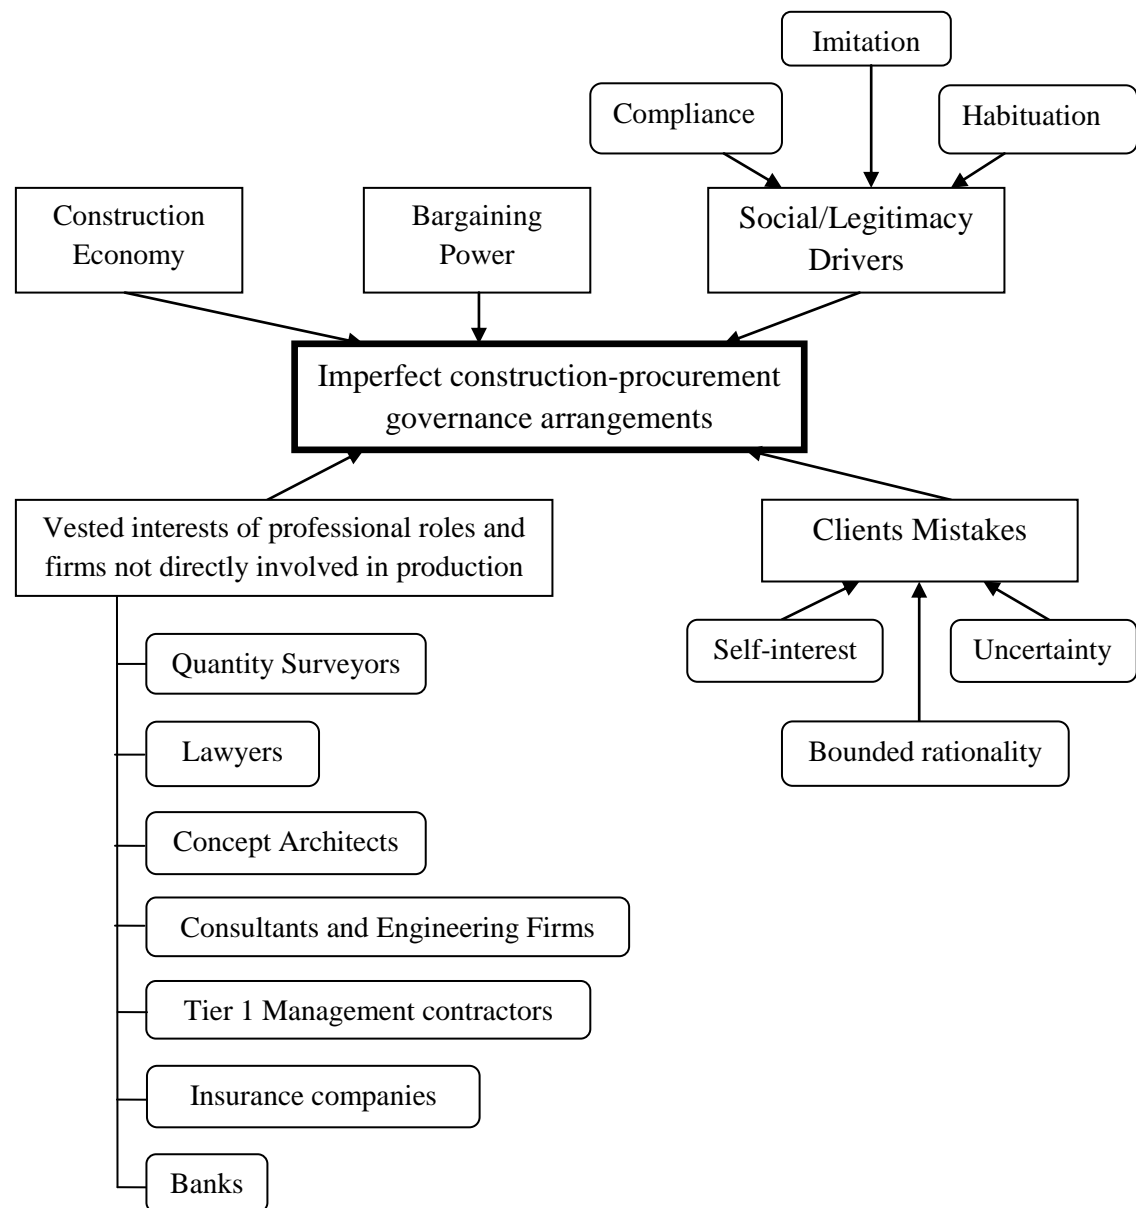 Imitation
Compliance
Habituation
Construction
Economy
Bargaining
Power
Social/Legitimacy
Drivers
Imperfect construction-procurement
governance arrangements
Vested interests of professional roles and
firms not directly involved in production
Clients Mistakes
Self-interest
Uncertainty
Bounded rationality
Quantity Surveyors
Lawyers
Concept Architects
Consultants and Engineering Firms
Tier 1 Management contractors
Insurance companies
Banks